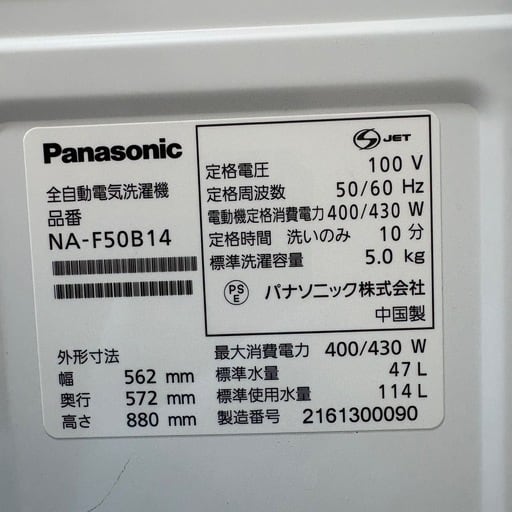 Panasonic
全自動電気洗濯機
品番
NA-F50B14
JET
定格電圧 100 V
定格周波数 50/60 Hz
電動機定格消費電力 400/430 W
定格時間 洗いのみ 10 分
標準洗濯容量 5.0 kg
PS
E
パナソニック株式会社
中国製
外形寸法
幅 562 mm
奥行 572 mm
高さ 880 mm
最大消費電力 400/430 W
標準水量 47 L
標準使用水量 114 L
製造番号 2161300090